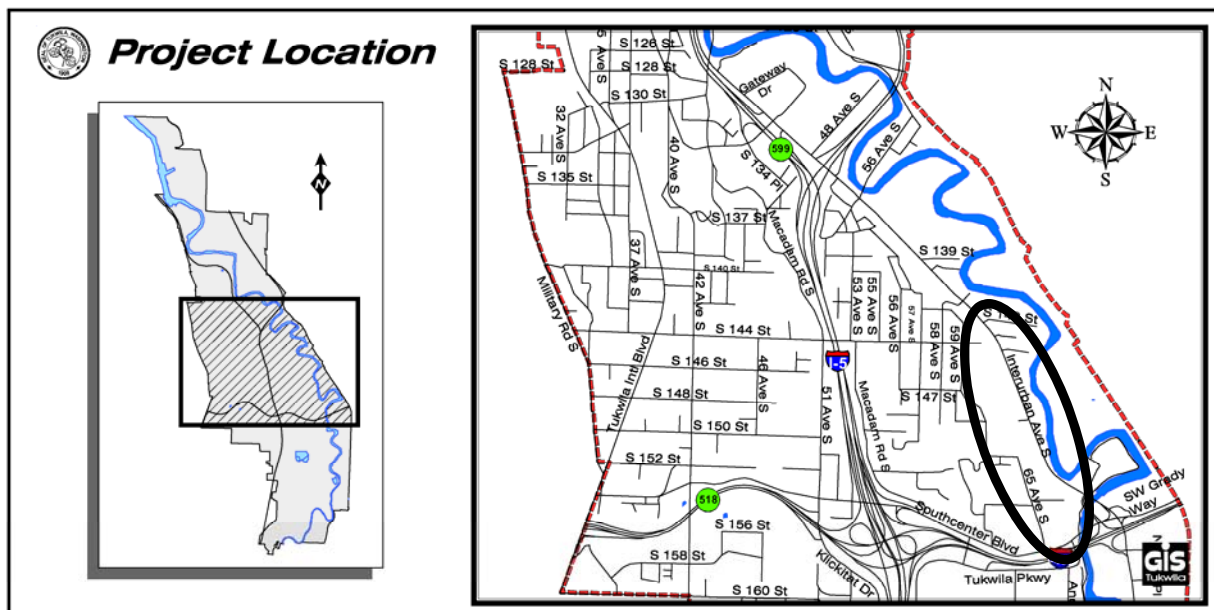 Project Location
N
N
W E
S
S 126 St
S 128 St
S 128 St
S 130 St
Gateway Dr
48 Ave S
56 Ave S
32 Ave S
40 Ave S
599
S 134 Pl
S 135 St
S 137 St
Macadam Rd S
S 139 St
37 Ave S
S 140 St
42 Ave S
Military Rd S
Tukwila Intl Blvd
S 144 St
53 Ave S
55 Ave S
56 Ave S
57 Ave S
58 Ave S
59 Ave S
Interurban Ave S
I-5
S 146 St
46 Ave S
S 147 St
S 148 St
51 Ave S
Macadam Rd S
S 150 St
S 152 St
65 Ave S
SW Grady Way
518
Southcenter Blvd
S 156 St
S 158 St
Klickitat Dr
Tukwila Pkwy
S 160 St
GIS
Tukwila